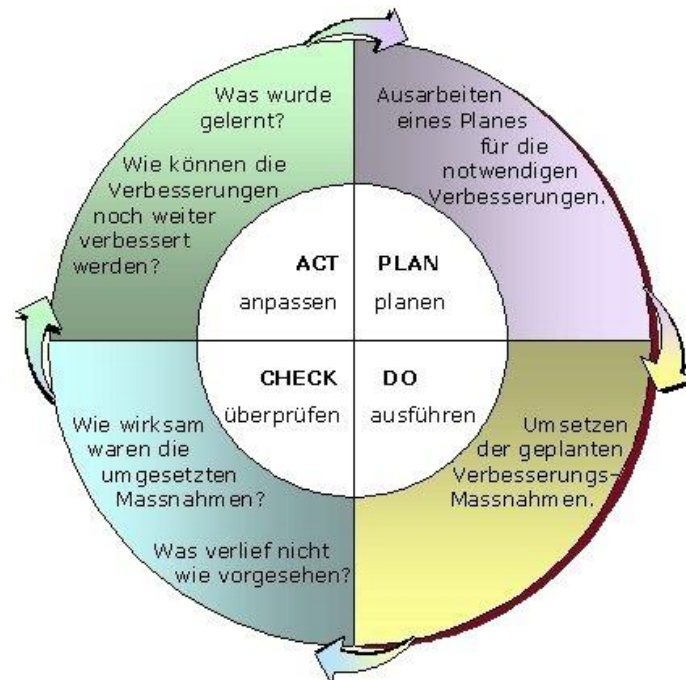 Was wurde
gelernt?
Wie können die
Verbesserungen
noch weiter
verbessert
werden?
Ausarbeiten
eines Planes
für die
notwendigen
Verbesserungen.
ACT
anpassen
PLAN
planen
CHECK
überprüfen
DO
ausführen
Wie wirksam
waren die
umgesetzten
Massnahmen?
Was verlief nicht
wie vorgesehen?
Umsetzen
der geplanten
Verbesserungs-
Massnahmen.